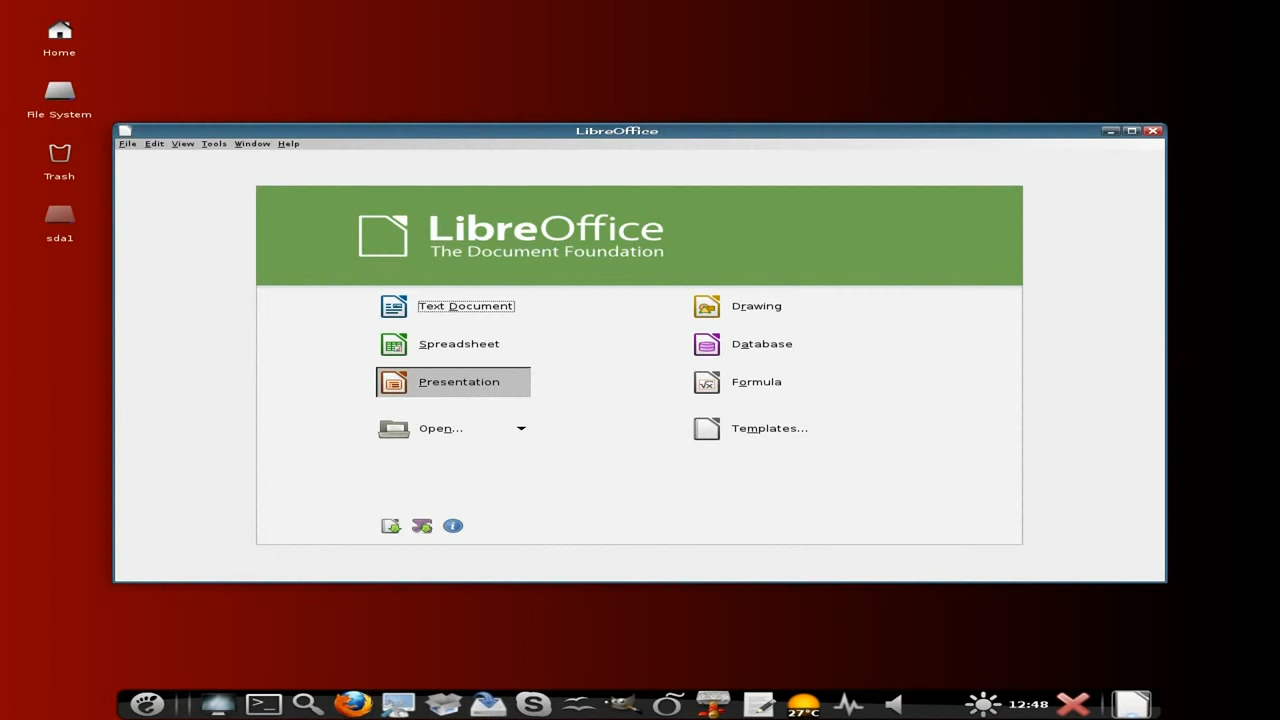 Home
File System
Trash
sda1
LibreOffice
File Edit View Tools Window Help
LibreOffice
The Document Foundation
Text Document
Drawing
Spreadsheet
Database
Presentation
Formula
Open...
Templates...
27°C
12:48